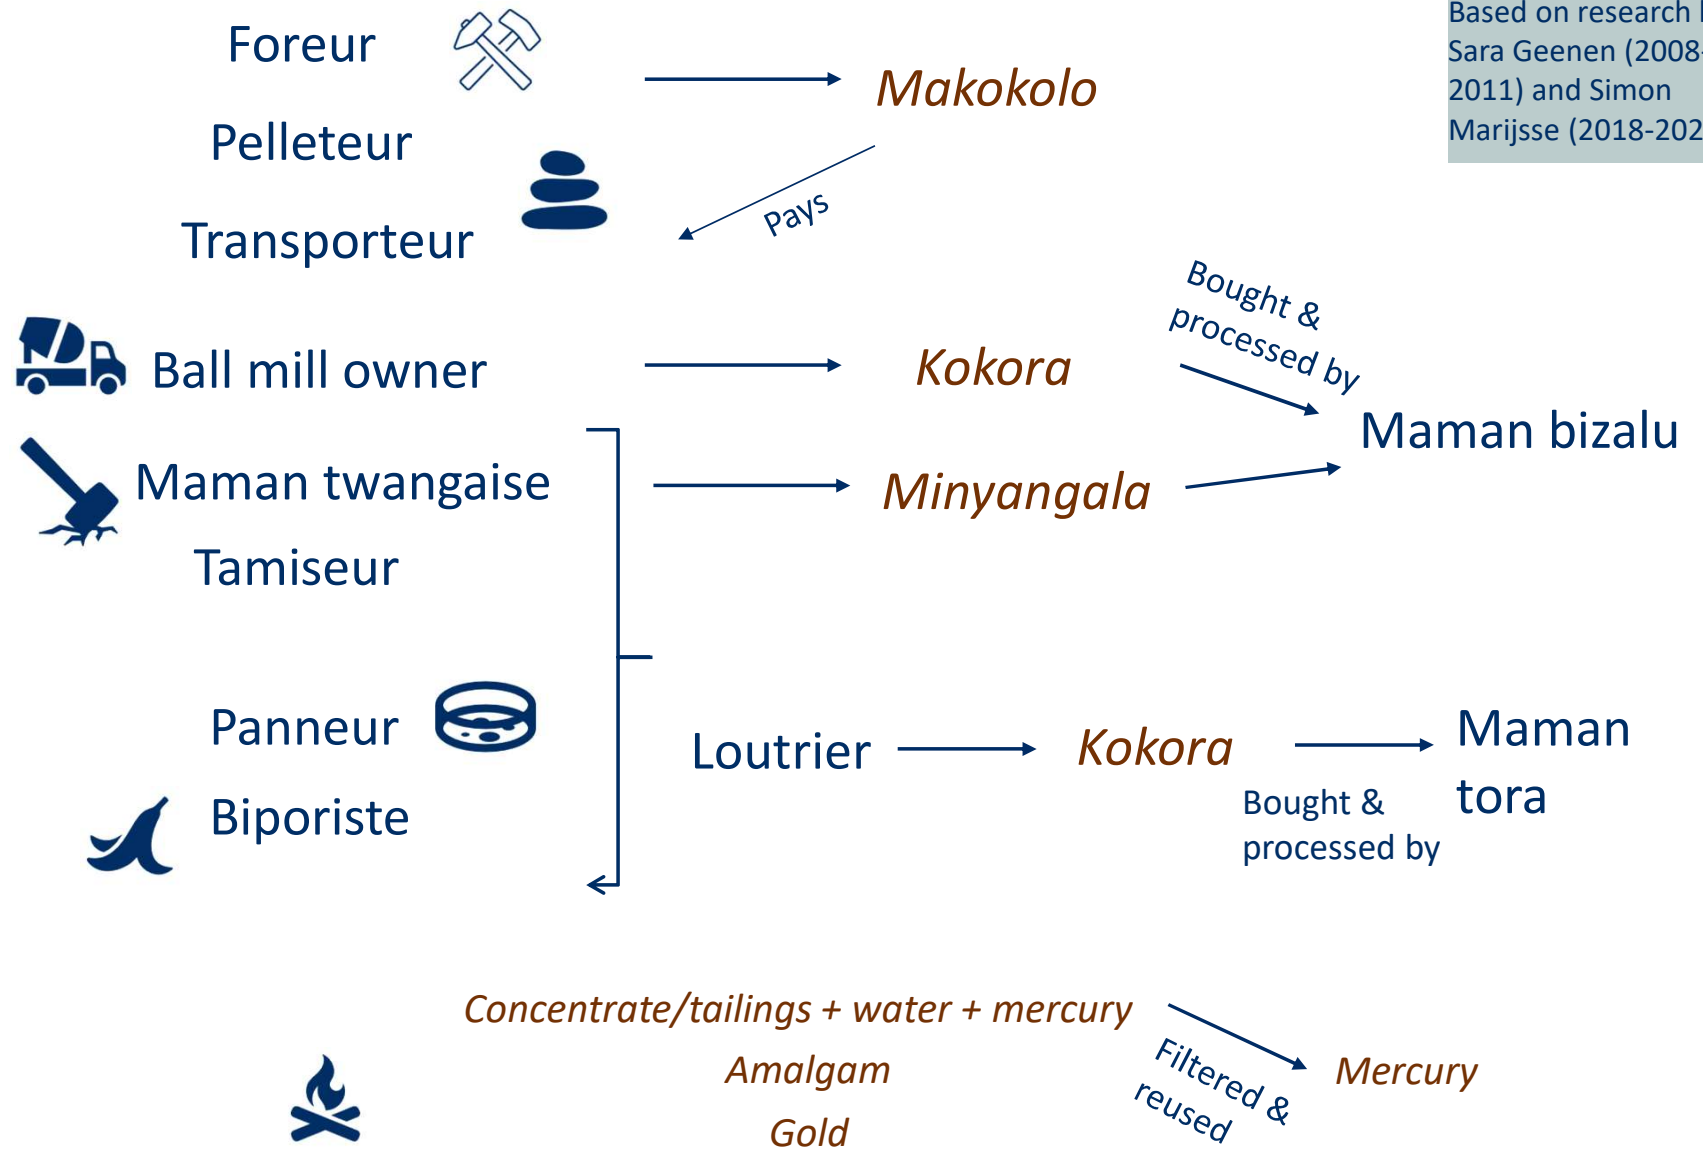 Foreur
Makokolo
Based on research
Sara Geenen (2008-
2011) and Simon
Marijsse (2018-202
Pelleteur
Pays
Transporteur
Bought &
processed by
Ball mill owner
Kokora
Maman bizalu
Maman twangaise
Minyangala
Tamiseur
Panneur
Loutrier
Kokora
Maman
tora
Bought &
processed by
Biporiste
Concentrate/tailings + water + mercury
Filtered &
reused
Mercury
Amalgam
Gold